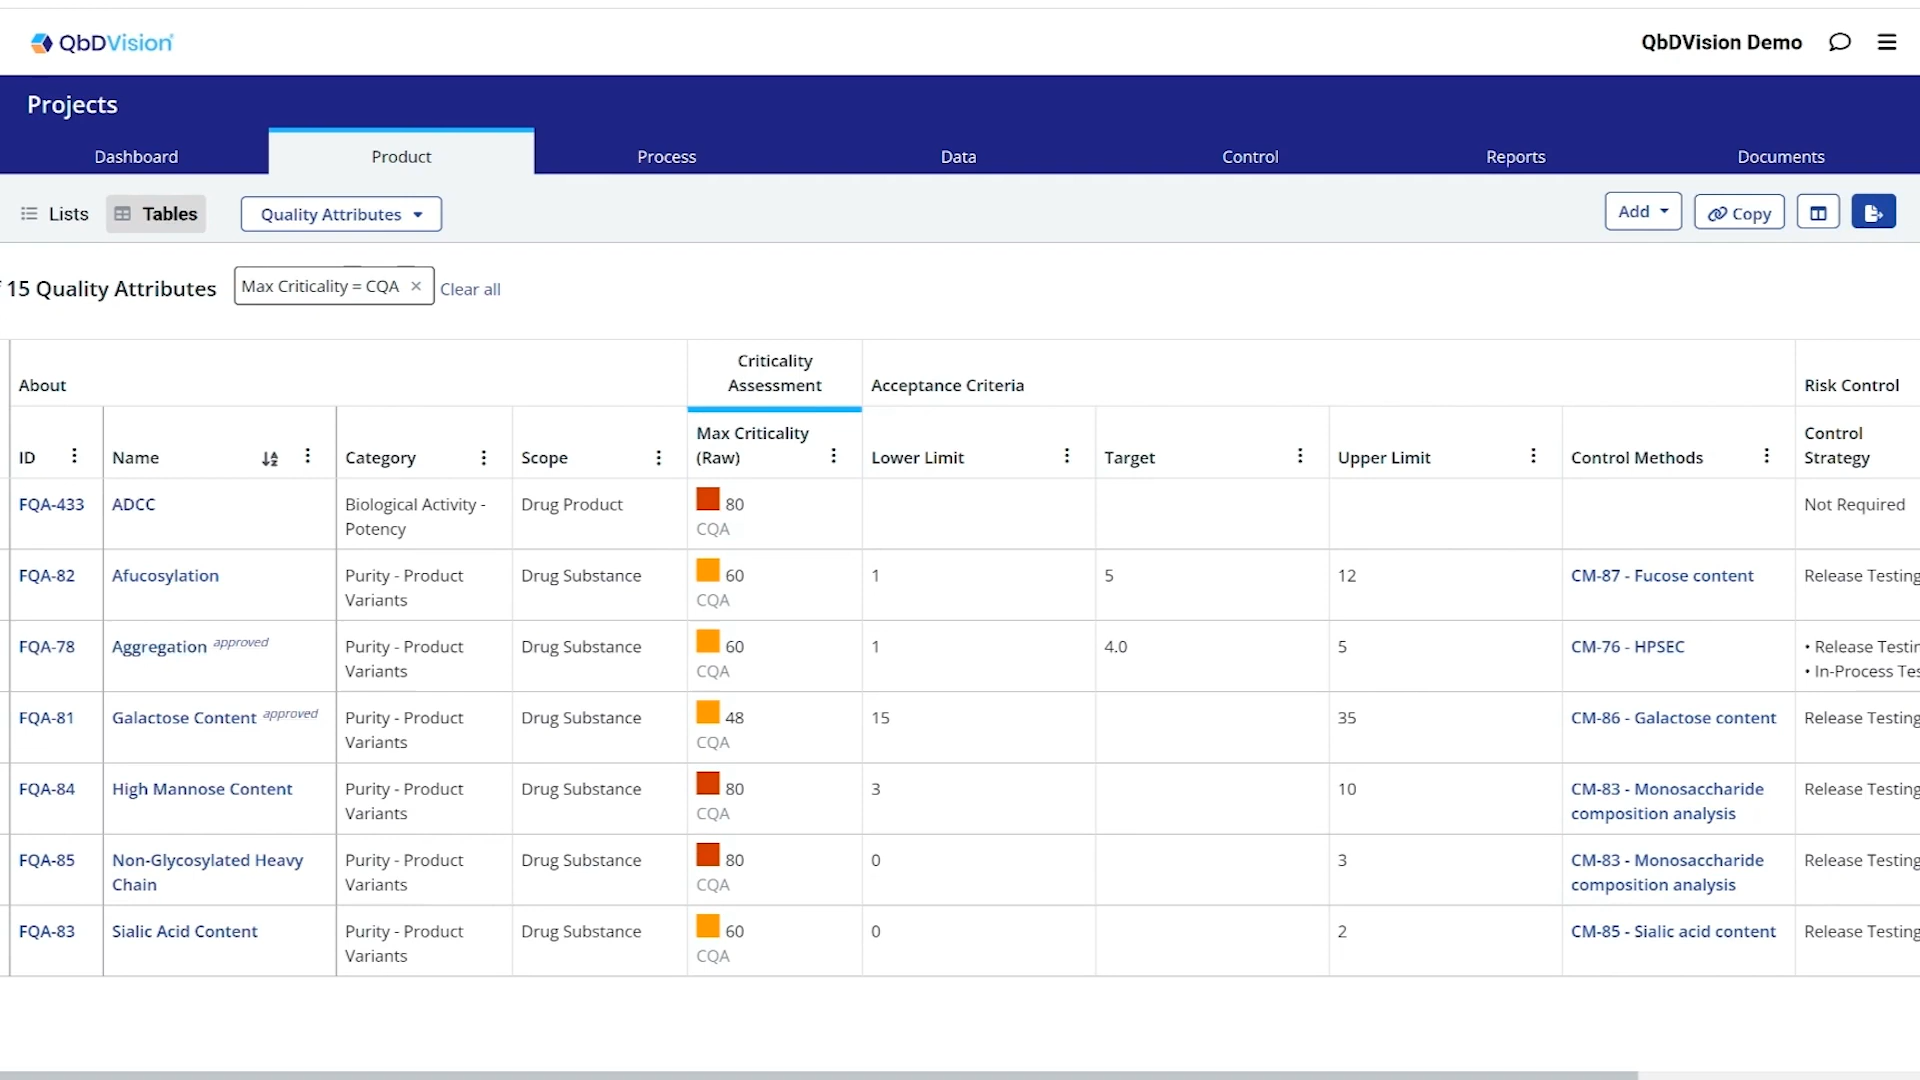 QbDVision
QbDVision Demo
Projects
Dashboard
Product
Process
Data
Control
Reports
Documents
Lists
Tables
Quality Attributes
Add
Copy
15 Quality Attributes
Max Criticality = CQA ×
Clear all
About
Criticality
Assessment
Acceptance Criteria
Risk Control
ID
Name
Category
Scope
Max Criticality
(Raw)
Lower Limit
Target
Upper Limit
Control Methods
Control
Strategy
FQA-433
ADCC
Biological Activity -
Potency
Drug Product
80
CQA
Not Required
FQA-82
Afucosylation
Purity - Product
Variants
Drug Substance
60
CQA
1
5
12
CM-87 - Fucose content
Release Testing
FQA-78
Aggregation approved
Purity - Product
Variants
Drug Substance
60
CQA
1
4.0
5
CM-76 - HPSEC
• Release Testin
• In-Process Tes
FQA-81
Galactose Content approved
Purity - Product
Variants
Drug Substance
48
CQA
15
35
CM-86 - Galactose content
Release Testing
FQA-84
High Mannose Content
Purity - Product
Variants
Drug Substance
80
CQA
3
10
CM-83 - Monosaccharide
composition analysis
Release Testing
FQA-85
Non-Glycosylated Heavy
Chain
Purity - Product
Variants
Drug Substance
80
CQA
0
3
CM-83 - Monosaccharide
composition analysis
Release Testing
FQA-83
Sialic Acid Content
Purity - Product
Variants
Drug Substance
60
CQA
0
2
CM-85 - Sialic acid content
Release Testing